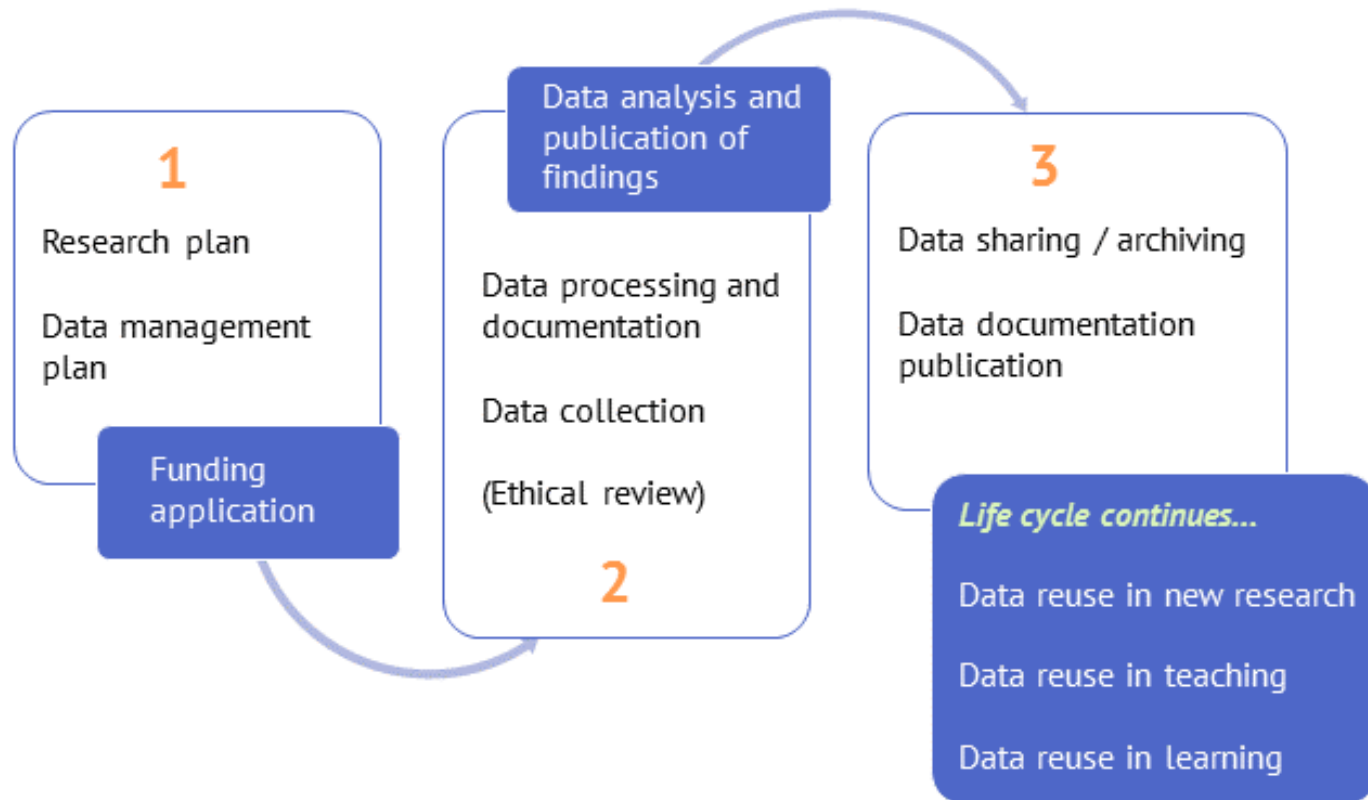 1
Research plan
Data management
plan
Funding
application
Data analysis and
publication of
findings
Data processing and
documentation
Data collection
(Ethical review)
2
3
Data sharing / archiving
Data documentation
publication
Life cycle continues...
Data reuse in new research
Data reuse in teaching
Data reuse in learning